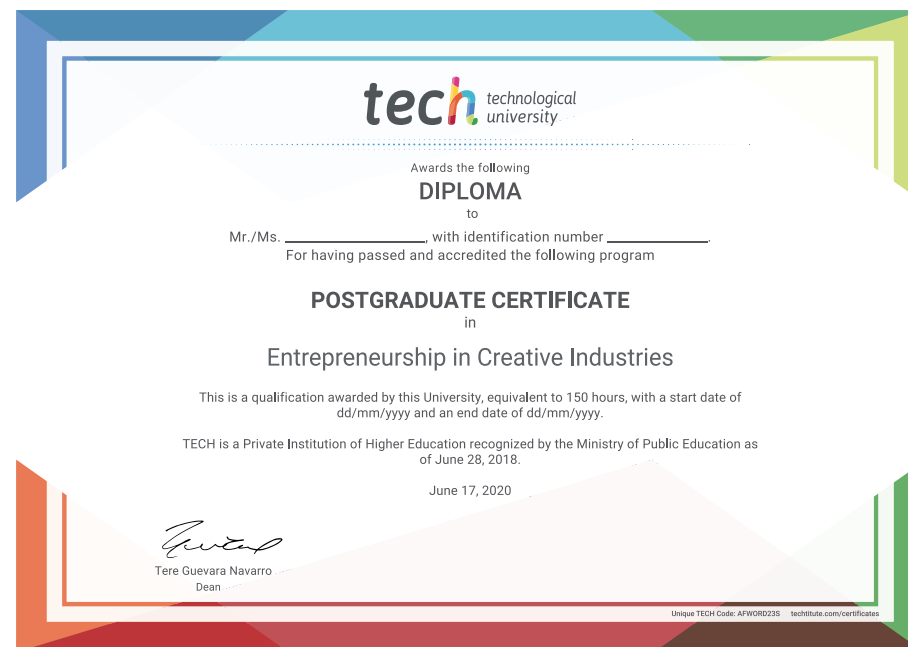 tech technological
university
Awards the following
DIPLOMA
to
Mr./Ms. ____________________, with identification number ______________.
For having passed and accredited the following program
POSTGRADUATE CERTIFICATE
in
Entrepreneurship in Creative Industries
This is a qualification awarded by this University, equivalent to 150 hours, with a start date of
dd/mm/yyyy and an end date of dd/mm/yyyy.
TECH is a Private Institution of Higher Education recognized by the Ministry of Public Education as
of June 28, 2018.
June 17, 2020
Tere Guevara Navarro
Dean
Unique TECH Code: AFWORD23S techtitute.com/certificates